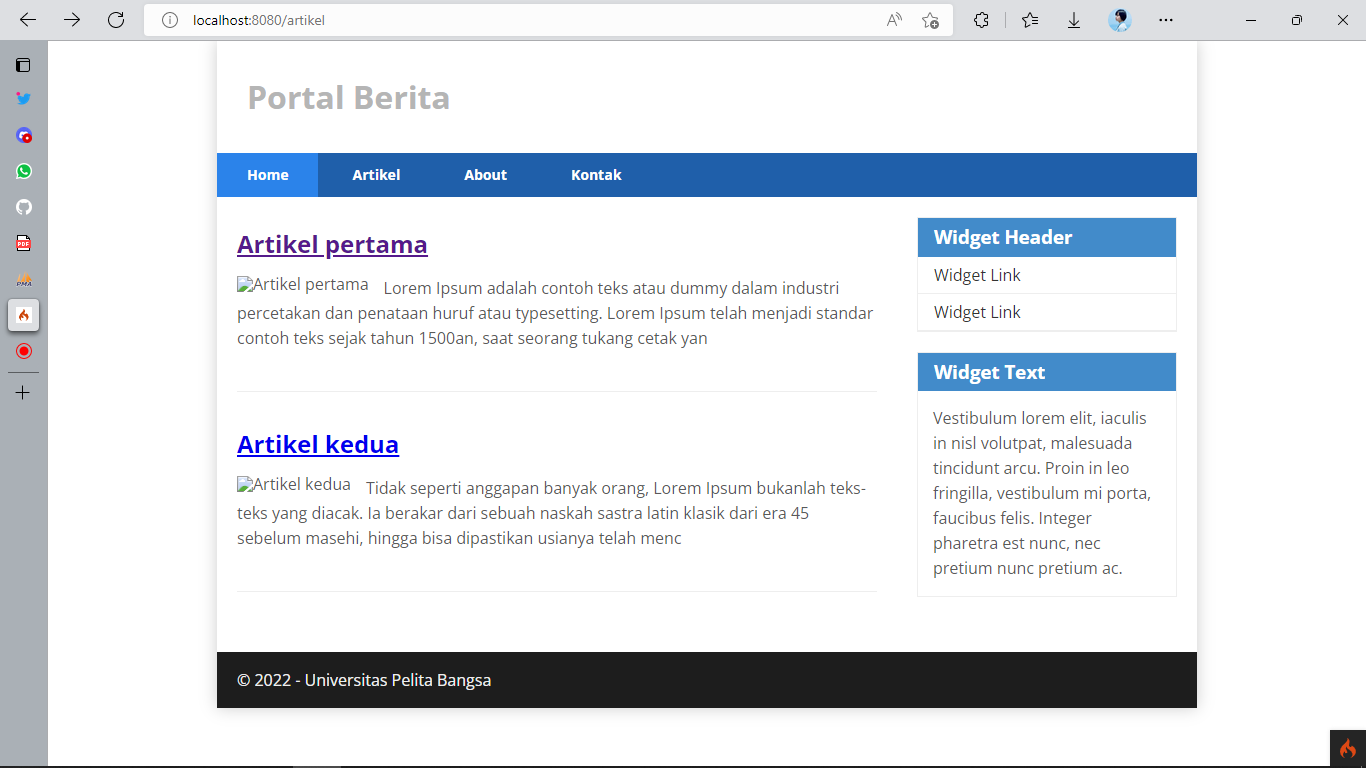 localhost:8080/artikel
Portal Berita
Home Artikel About Kontak
Artikel pertama
Artikel pertama Lorem Ipsum adalah contoh teks atau dummy dalam industri
percetakan dan penataan huruf atau typesetting. Lorem Ipsum telah menjadi standar
contoh teks sejak tahun 1500an, saat seorang tukang cetak yan
Artikel kedua
Artikel kedua Tidak seperti anggapan banyak orang, Lorem Ipsum bukanlah teks-
teks yang diacak. Ia berakar dari sebuah naskah sastra latin klasik dari era 45
sebelum masehi, hingga bisa dipastikan usianya telah menc
Widget Header
Widget Link
Widget Link
Widget Text
Vestibulum lorem elit, iaculis
in nisl volutpat, malesuada
tincidunt arcu. Proin in leo
fringilla, vestibulum mi porta,
faucibus felis. Integer
pharetra est nunc, nec
pretium nunc pretium ac.
© 2022 - Universitas Pelita Bangsa
PDF
PMA